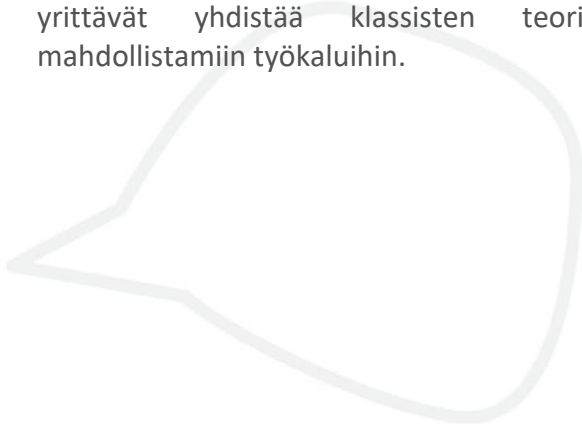 yrittävät yhdistää klassisten teori
mahdollistamiin työkaluihin.